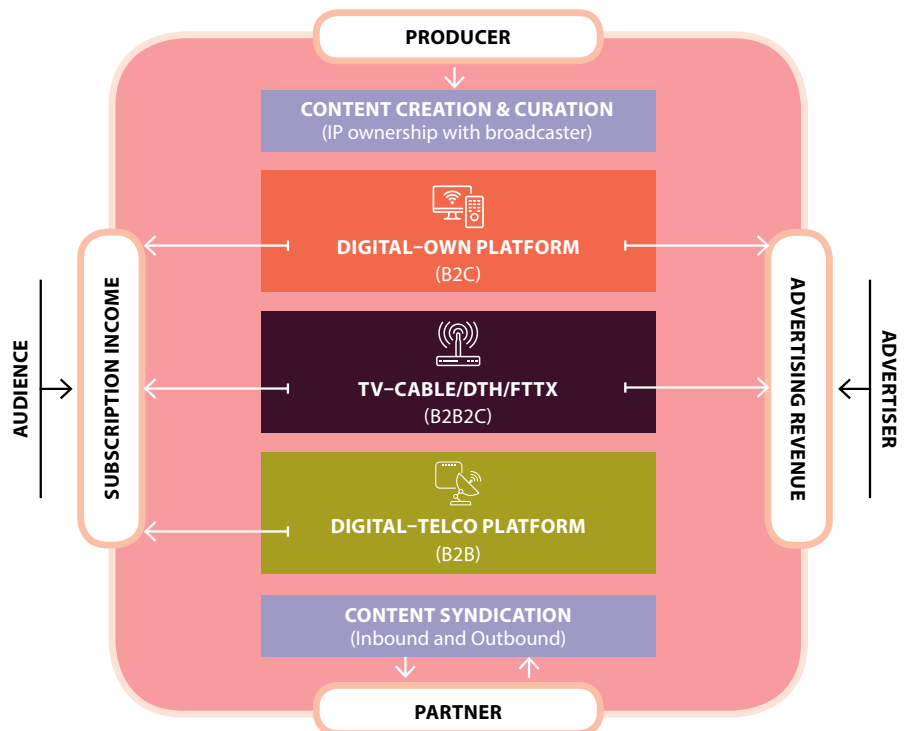 PRODUCER
CONTENT CREATION & CURATION
(IP ownership with broadcaster)
DIGITAL–OWN PLATFORM
(B2C)
TV–CABLE/DTH/FTTX
(B2B2C)
DIGITAL–TELCO PLATFORM
(B2B)
CONTENT SYNDICATION
(Inbound and Outbound)
PARTNER
AUDIENCE
SUBSCRIPTION INCOME
ADVERTISING REVENUE
ADVERTISER